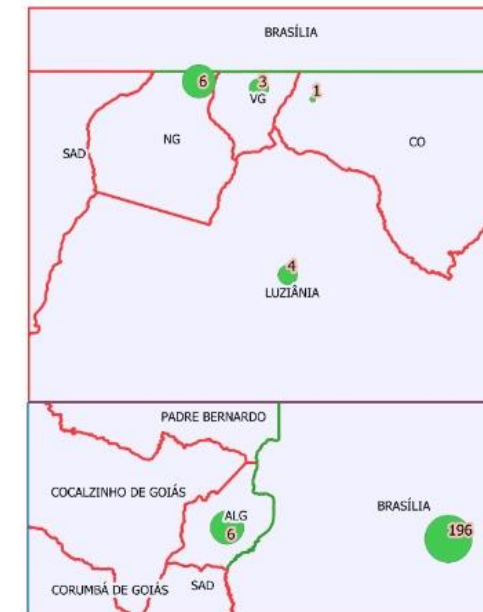 BRASÍLIA
6
3
1
VG
NG
CO
SAD
4
LUZIÂNIA
PADRE BERNARDO
COCALZINHO DE GOIÁS
BRASÍLIA
ALG
6
196
CORUMBÁ DE GOIÁS
SAD